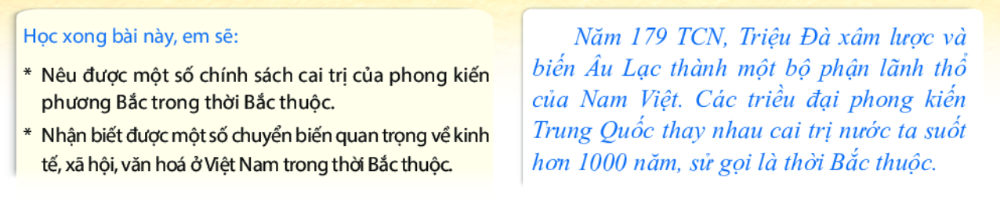 Học xong bài này, em sẽ:
* Nêu được một số chính sách cai trị của phong kiến
phương Bắc trong thời Bắc thuộc.
* Nhận biết được một số chuyển biến quan trọng về kinh
tế, xã hội, văn hoá ở Việt Nam trong thời Bắc thuộc.
Năm 179 TCN, Triệu Đà xâm lược và
biến Âu Lạc thành một bộ phận lãnh thổ
của Nam Việt. Các triều đại phong kiến
Trung Quốc thay nhau cai trị nước ta suốt
hơn 1000 năm, sử gọi là thời Bắc thuộc.